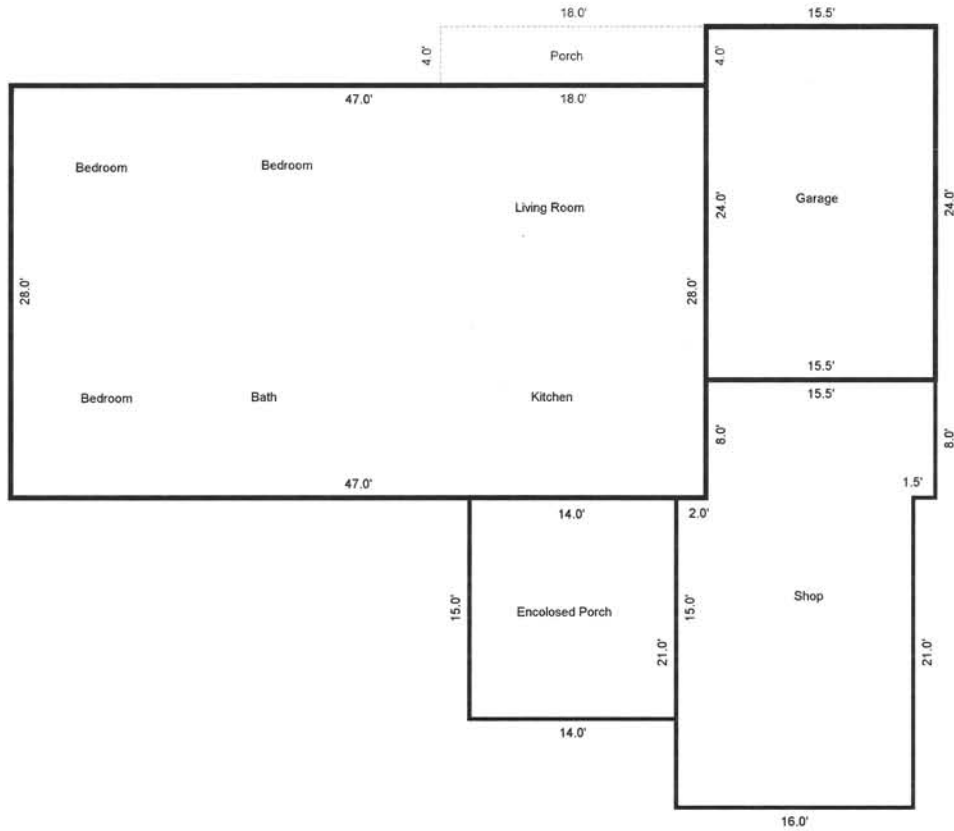 18.0'
15.5'
4.0'
Porch
4.0'
47.0'
18.0'
Bedroom
Bedroom
Living Room
Garage
24.0'
24.0'
28.0'
28.0'
15.5'
15.5'
Bedroom
Bath
Kitchen
8.0'
8.0'
47.0'
1.5'
14.0'
2.0'
Shop
15.0'
Encolosed Porch
15.0'
21.0'
21.0'
14.0'
16.0'